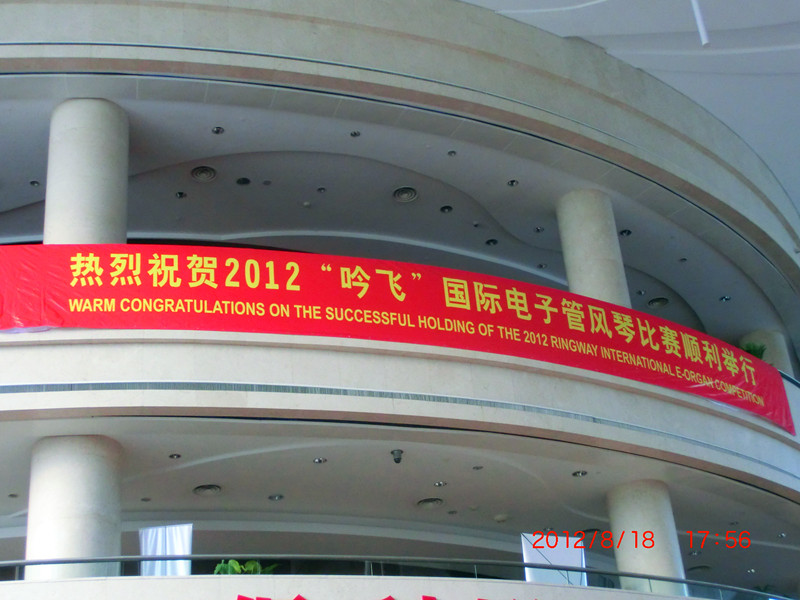 热烈祝贺2012“吟飞”国际电子管风琴比赛顺利举行
WARM CONGRATULATIONS ON THE SUCCESSFUL HOLDING OF THE 2012 RINGWAY INTERNATIONAL E-ORGAN COMPETITION
2012/8/18 17:56